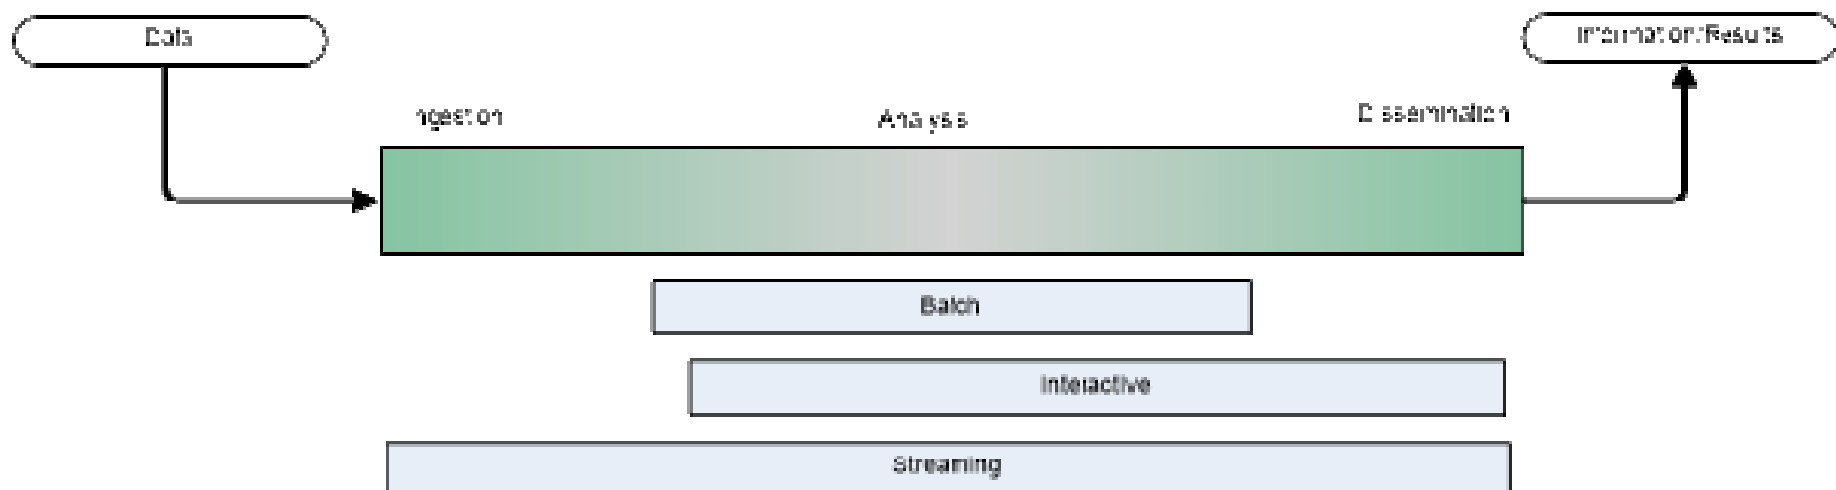 Data
Information/Results
Ingestion
Analysis
Dissemination
Batch
Interactive
Streaming